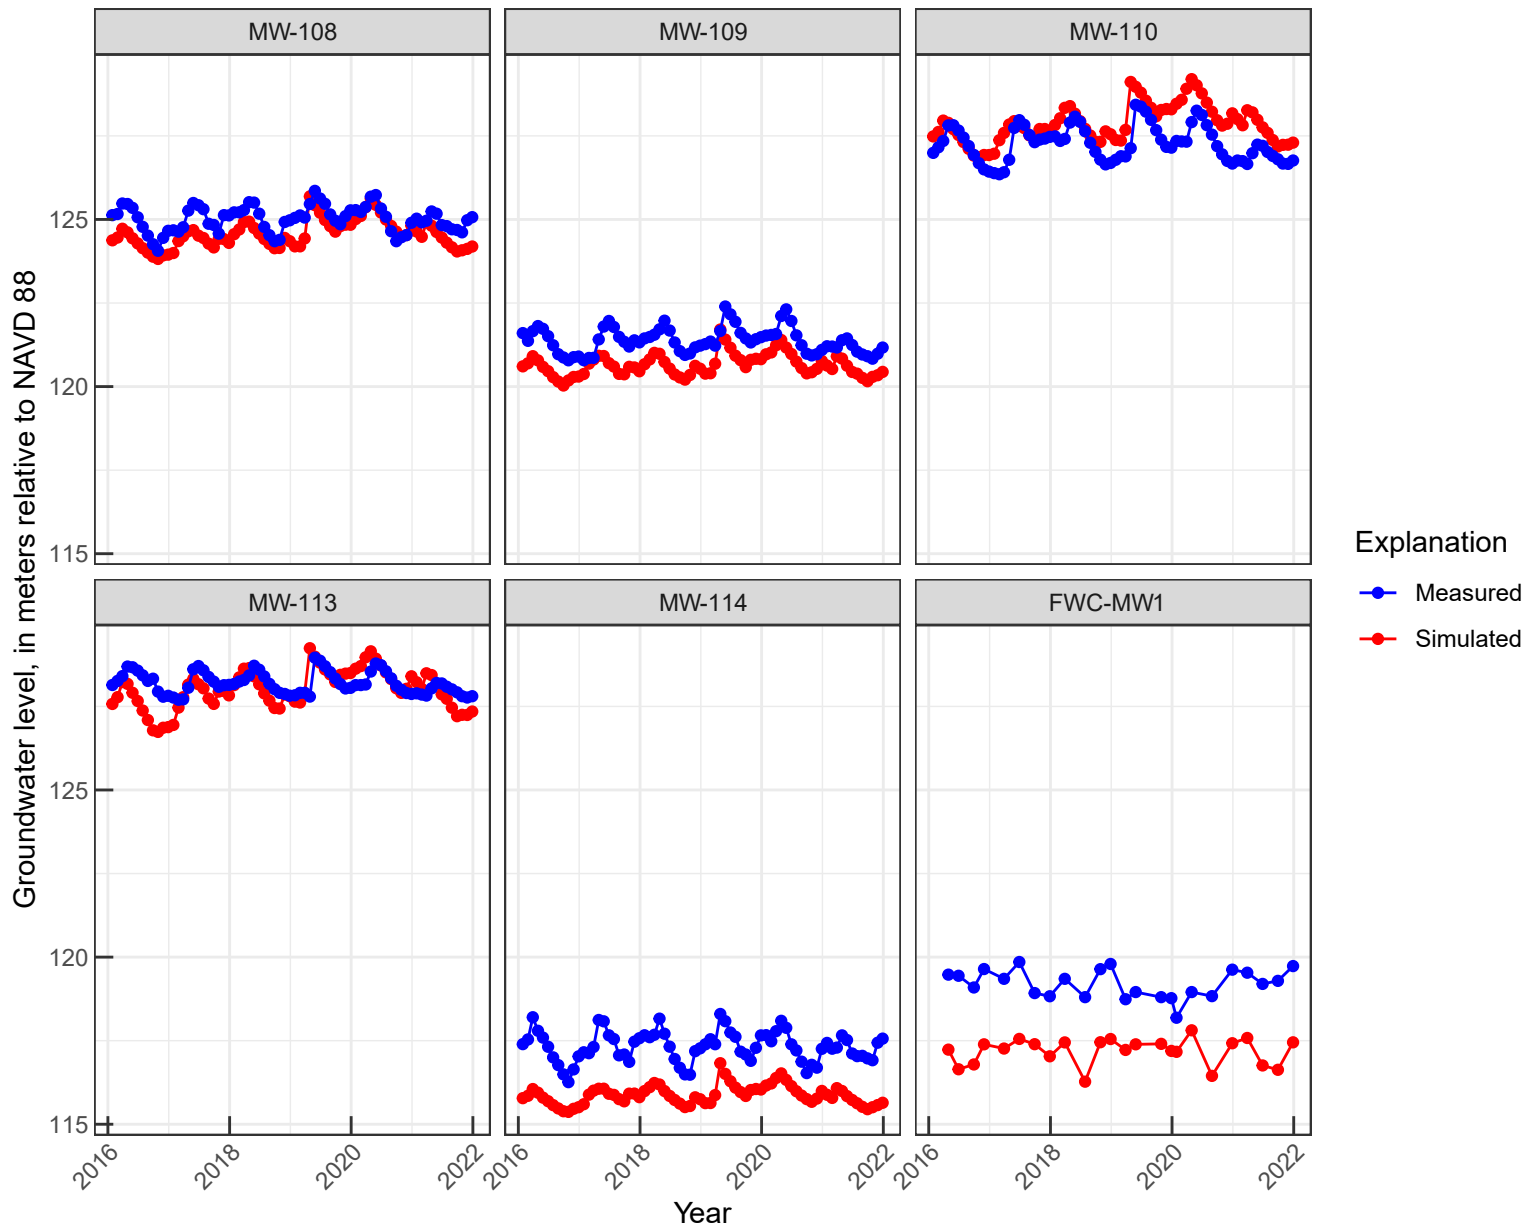 MW-108 MW-109 MW-110
125
120
115
Groundwater level, in meters relative to NAVD 88
Explanation
Measured
Simulated
MW-113 MW-114 FWC-MW1
125
120
115
2016 2018 2020 2022 2016 2018 2020 2022 2016 2018 2020 2022
Year